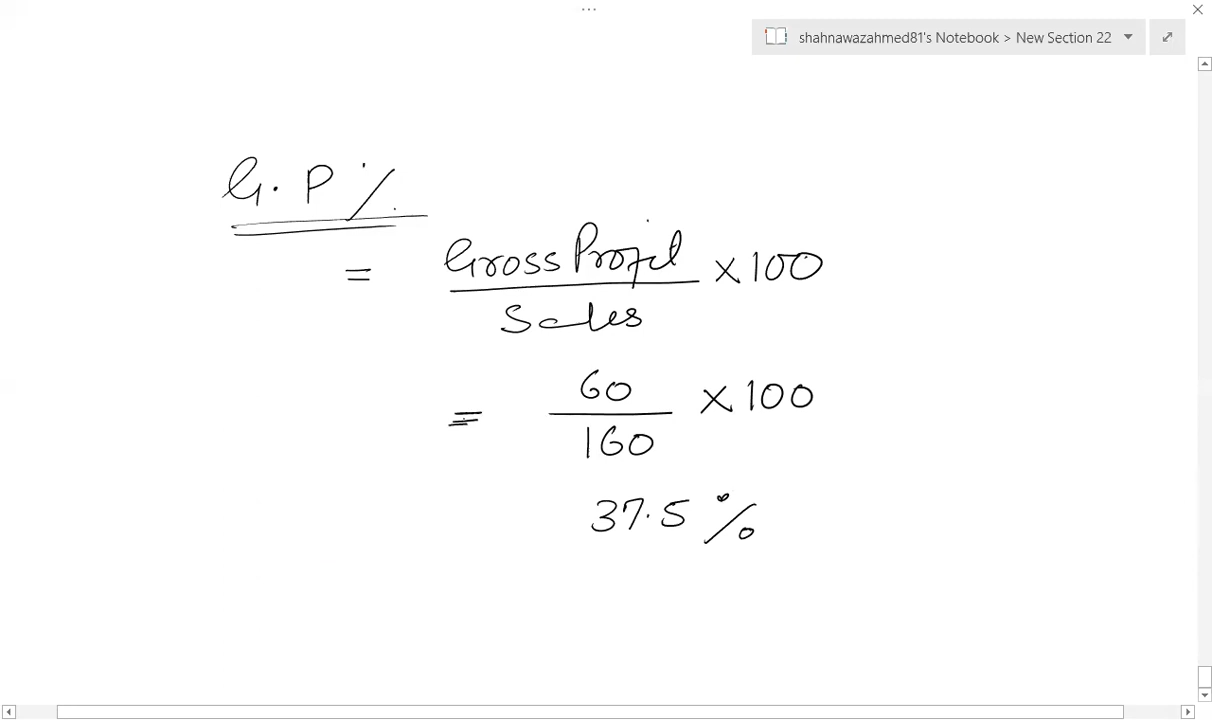 ...
shahnawazahmed81's Notebook > New Section 22
G.P %
= Gross Profit / Sales × 100
= 60 / 160 × 100
37.5 %